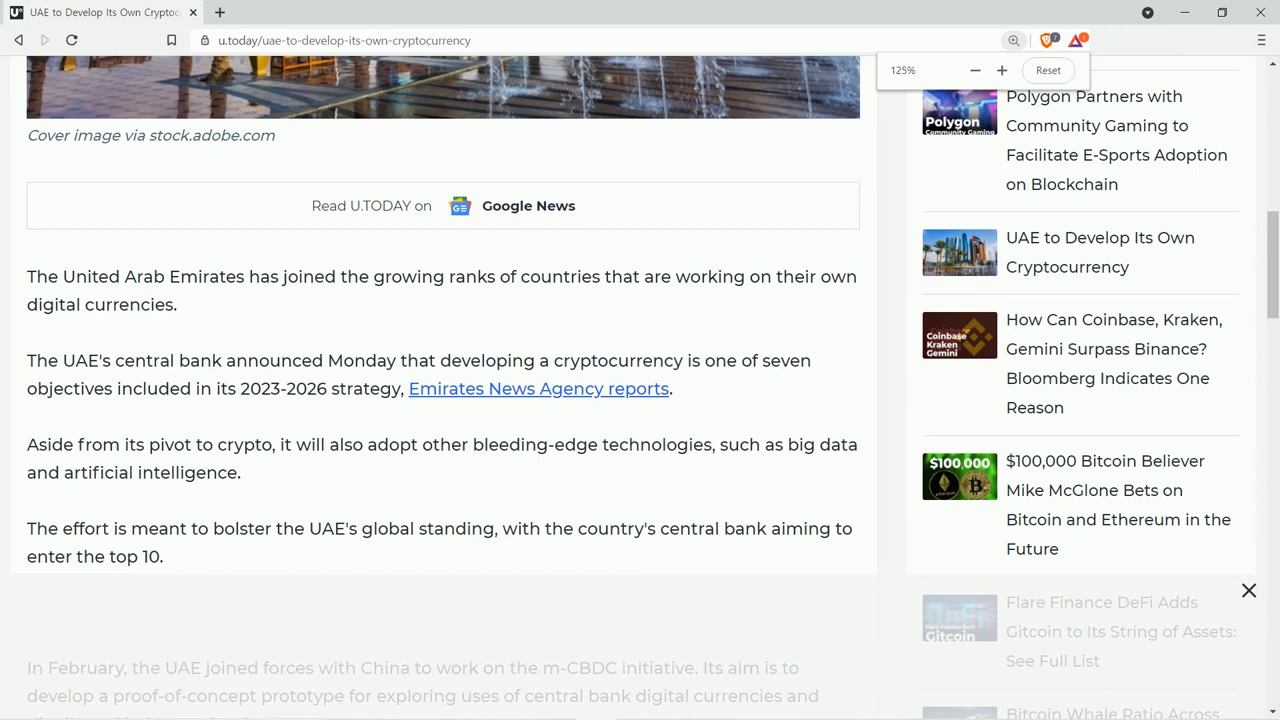 UAE to Develop Its Own Cryptoc
u.today/uae-to-develop-its-own-cryptocurrency
7
1
125%
Reset
Cover image via stock.adobe.com
Read U.TODAY on Google News
The United Arab Emirates has joined the growing ranks of countries that are working on their own
digital currencies.
The UAE's central bank announced Monday that developing a cryptocurrency is one of seven
objectives included in its 2023-2026 strategy, Emirates News Agency reports.
Aside from its pivot to crypto, it will also adopt other bleeding-edge technologies, such as big data
and artificial intelligence.
The effort is meant to bolster the UAE's global standing, with the country's central bank aiming to
enter the top 10.
In February, the UAE joined forces with China to work on the m-CBDC initiative. Its aim is to
develop a proof-of-concept prototype for exploring uses of central bank digital currencies and
Polygon
Community Gaming
Polygon Partners with
Community Gaming to
Facilitate E-Sports Adoption
on Blockchain
UAE to Develop Its Own
Cryptocurrency
Coinbase
Kraken
Gemini
How Can Coinbase, Kraken,
Gemini Surpass Binance?
Bloomberg Indicates One
Reason
$100,000
$100,000 Bitcoin Believer
Mike McGlone Bets on
Bitcoin and Ethereum in the
Future
DeFi
Gitcoin
Flare Finance DeFi Adds
Gitcoin to Its String of Assets:
See Full List
Bitcoin Whale Ratio Across